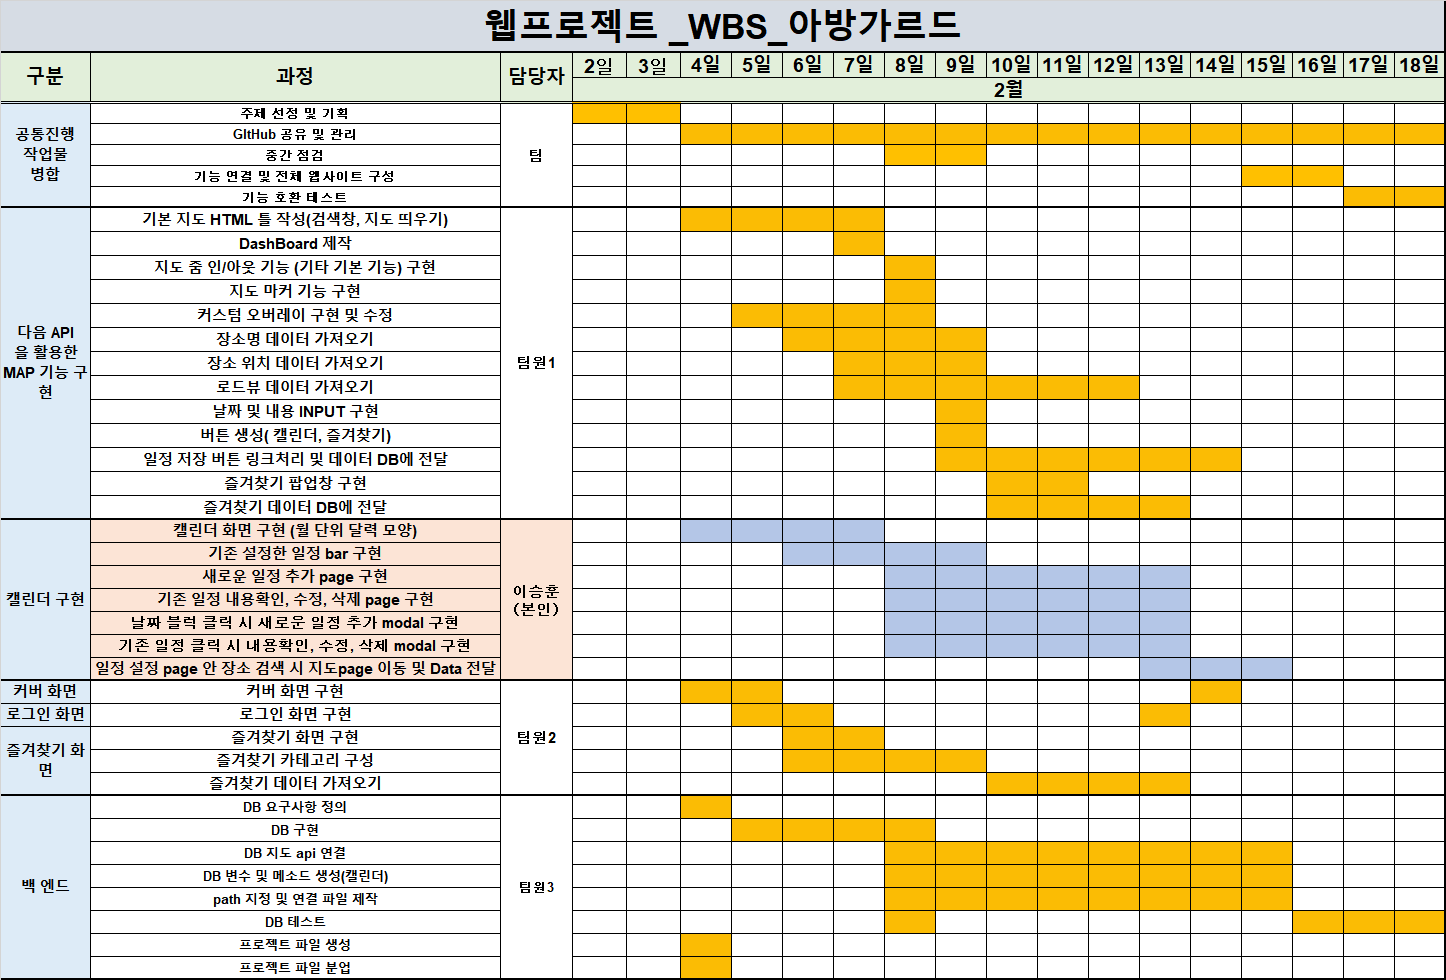 웹프로젝트 _WBS_아방가르드
구분 과정 담당자 2일 3일 4일 5일 6일 7일 8일 9일 10일 11일 12일 13일 14일 15일 16일 17일 18일
2월
공통진행
작업물
병합
팀
주제 선정 및 기획
GItHub 공유 및 관리
중간 점검
기능 연결 및 전체 웹사이트 구성
기능 호환 테스트
다음 API
을 활용한
MAP 기능 구
현
팀원1
기본 지도 HTML 틀 작성(검색창, 지도 띄우기)
DashBoard 제작
지도 줌 인/아웃 기능 (기타 기본 기능) 구현
지도 마커 기능 구현
커스텀 오버레이 구현 및 수정
장소명 데이터 가져오기
장소 위치 데이터 가져오기
로드뷰 데이터 가져오기
날짜 및 내용 INPUT 구현
버튼 생성( 캘린더, 즐겨찾기)
일정 저장 버튼 링크처리 및 데이터 DB에 전달
즐겨찾기 팝업창 구현
즐겨찾기 데이터 DB에 전달
캘린더 구현
이승훈
(본인)
캘린더 화면 구현 (월 단위 달력 모양)
기존 설정한 일정 bar 구현
새로운 일정 추가 page 구현
기존 일정 내용확인, 수정, 삭제 page 구현
날짜 블럭 클릭 시 새로운 일정 추가 modal 구현
기존 일정 클릭 시 내용확인, 수정, 삭제 modal 구현
일정 설정 page 안 장소 검색 시 지도page 이동 및 Data 전달
커버 화면
커버 화면 구현
로그인 화면
로그인 화면 구현
팀원2
즐겨찾기 화
면
즐겨찾기 화면 구현
즐겨찾기 카테고리 구성
즐겨찾기 데이터 가져오기
백 엔드
팀원3
DB 요구사항 정의
DB 구현
DB 지도 api 연결
DB 변수 및 메소드 생성(캘린더)
path 지정 및 연결 파일 제작
DB 테스트
프로젝트 파일 생성
프로젝트 파일 분업